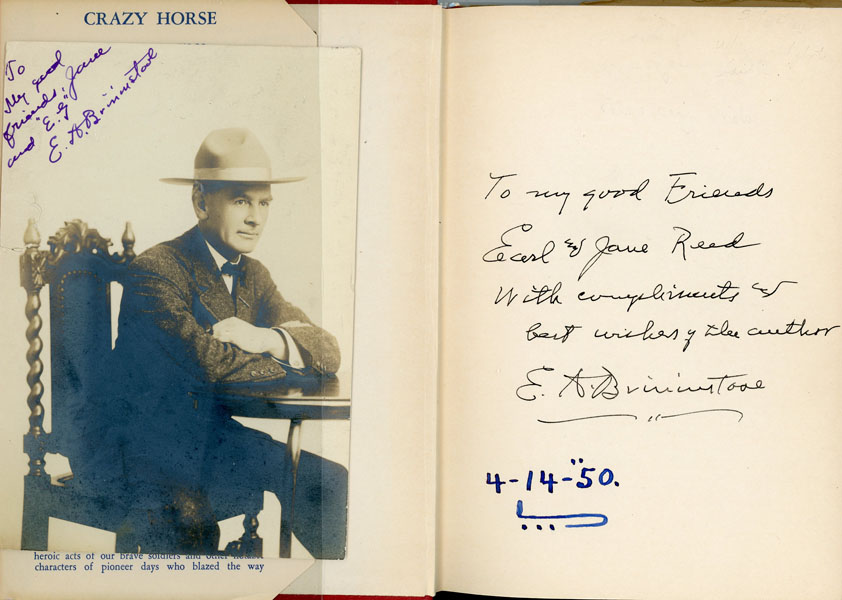 CRAZY HORSE
To
My good
friends, Jane
and "E.J."
E. A. Brininstool
heroic acts of our brave soldiers and other
characters of pioneer days who blazed the way
To my good Friends
Earl & Jane Reed
With compliments &
best wishes of the author
E. A. Brininstool
4-14-50.